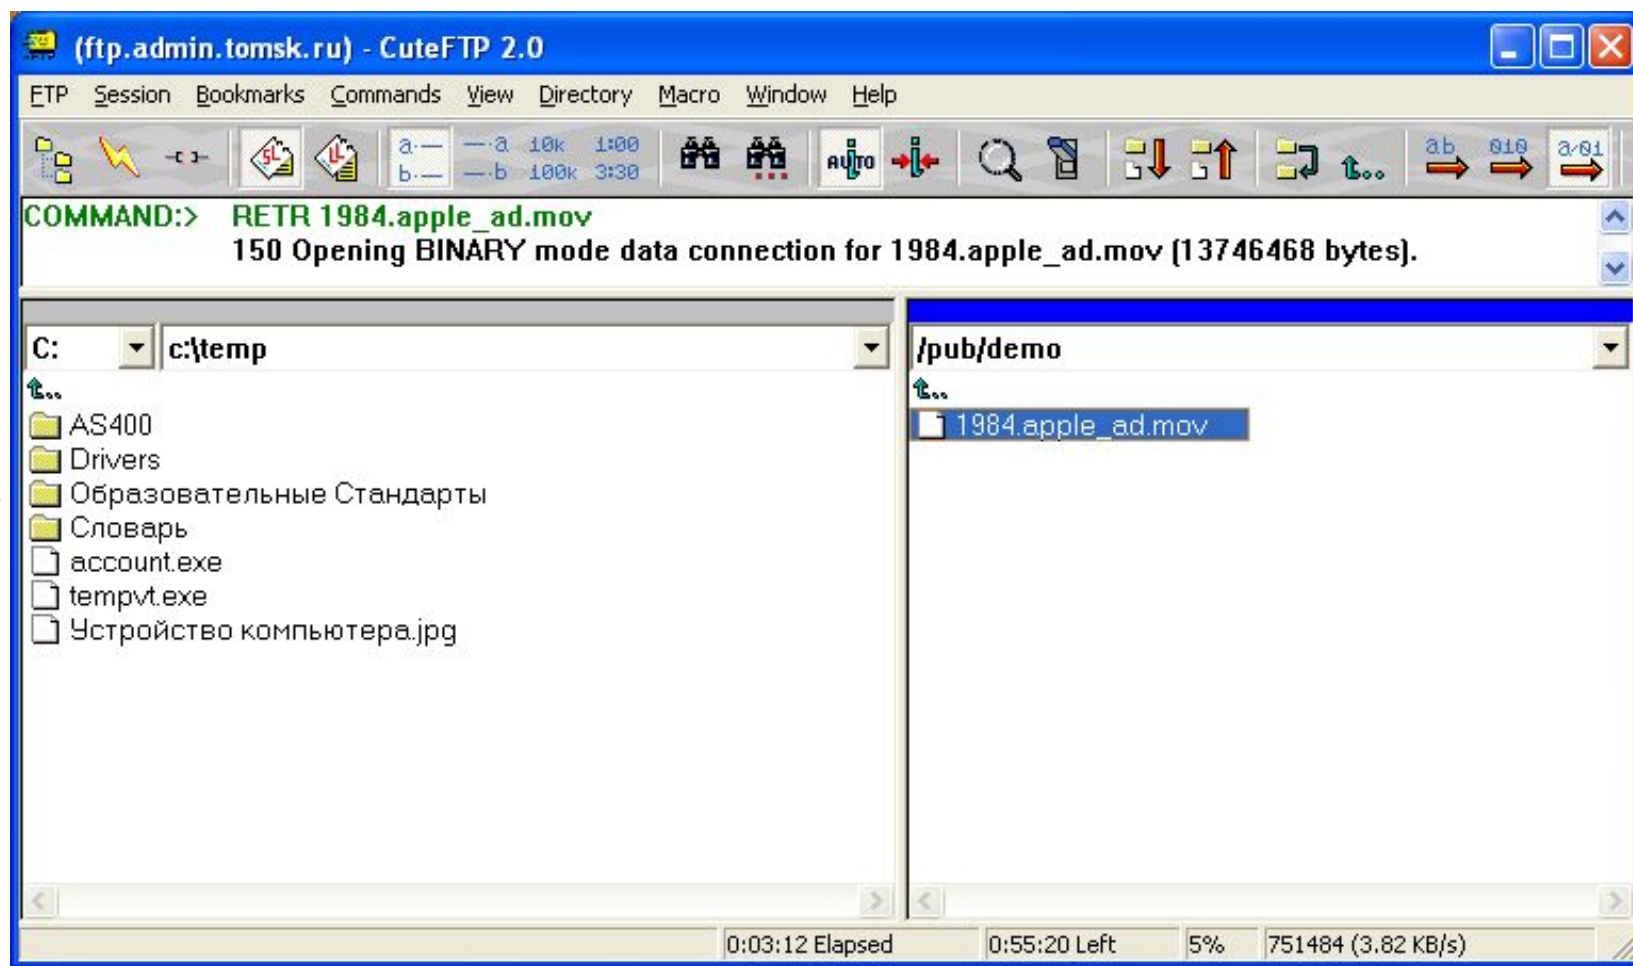 (ftp.admin.tomsk.ru) - CuteFTP 2.0
FTP Session Bookmarks Commands View Directory Macro Window Help
a — — a 10k 1:00 AUTO ab 010 a/01
b — — b 100k 3:30
COMMAND:> RETR 1984.apple_ad.mov
150 Opening BINARY mode data connection for 1984.apple_ad.mov (13746468 bytes).
C: c:\temp /pub/demo
AS400 1984.apple_ad.mov
Drivers
Образовательные Стандарты
Словарь
account.exe
tempvt.exe
Устройство компьютера.jpg
0:03:12 Elapsed 0:55:20 Left 5% 751484 (3.82 KB/s)